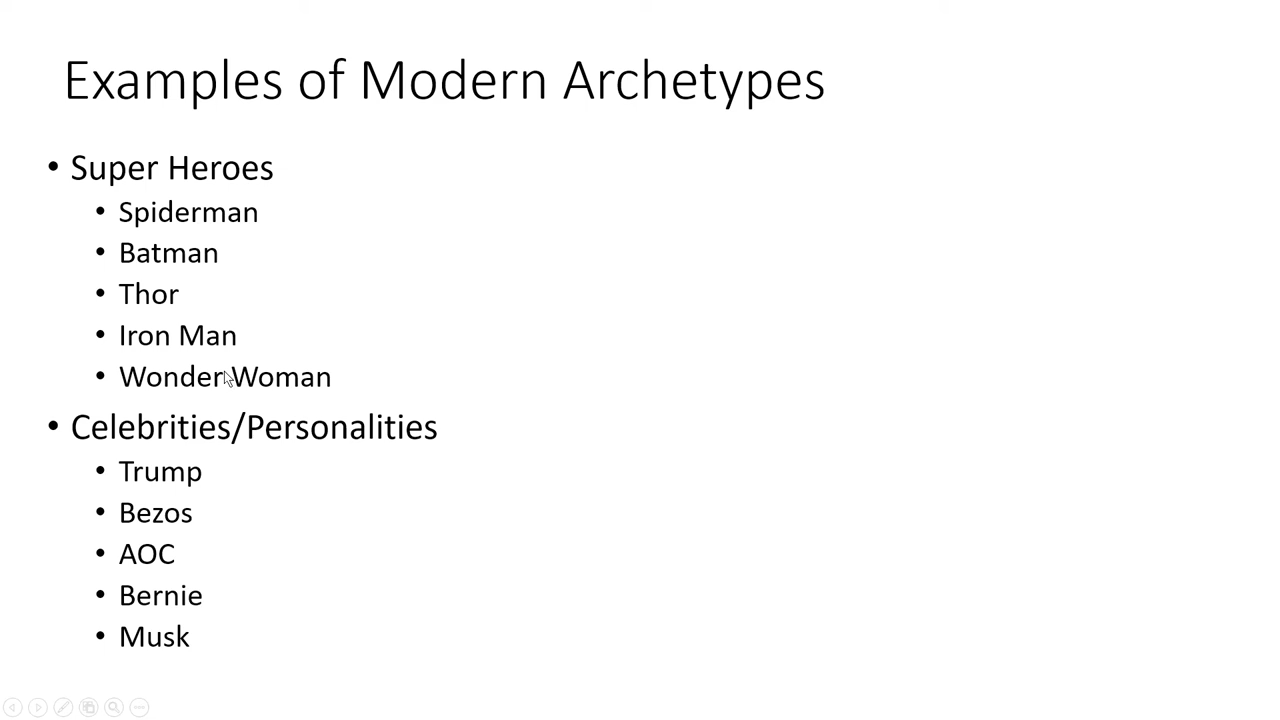 Examples of Modern Archetypes
• Super Heroes
• Spiderman
• Batman
• Thor
• Iron Man
• Wonder Woman
• Celebrities/Personalities
• Trump
• Bezos
• AOC
• Bernie
• Musk